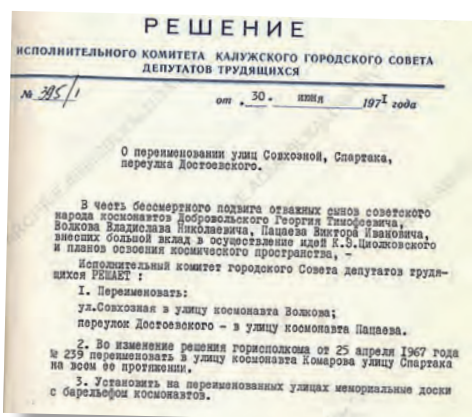 РЕШЕНИЕ
ИСПОЛНИТЕЛЬНОГО КОМИТЕТА КАЛУЖСКОГО ГОРОДСКОГО СОВЕТА
ДЕПУТАТОВ ТРУДЯЩИХСЯ
№ 395/1 от „30“ июня 1971 года
О переименовании улиц Совхозной, Спартака,
переулка Достоевского.
В честь бессмертного подвига отважных сынов советского
народа космонавтов Добровольского Георгия Тимофеевича,
Волкова Владислава Николаевича, Пацаева Виктора Ивановича,
внесших большой вклад в осуществление идей К.Э.Циолковского
и планов освоения космического пространства, –
Исполнительный комитет городского Совета депутатов трудя-
щихся РЕШАЕТ :
I. Переименовать:
ул.Совхозная в улицу космонавта Волкова;
переулок Достоевского – в улицу космонавта Пацаева.
2. Во изменение решения горисполкома от 25 апреля 1967 года
№ 239 переименовать в улицу космонавта Комарова улицу Спартака
на всем ее протяжении.
3. Установить на переименованных улицах мемориальные доски
с барельефом космонавтов.